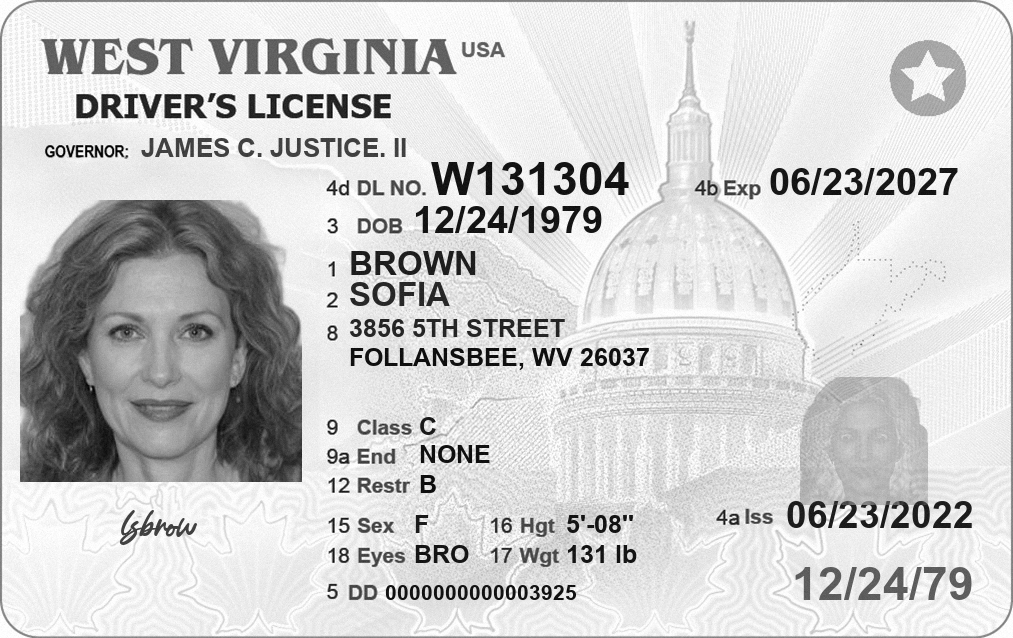 WEST VIRGINIA USA
DRIVER'S LICENSE
GOVERNOR: JAMES C. JUSTICE. II
4d DL NO. W131304 4b Exp 06/23/2027
3 DOB 12/24/1979
1 BROWN
2 SOFIA
8 3856 5TH STREET
FOLLANSBEE, WV 26037
9 Class C
9a End NONE
12 Restr B
15 Sex F 16 Hgt 5'-08" 4a Iss 06/23/2022
18 Eyes BRO 17 Wgt 131 lb
5 DD 0000000000003925 12/24/79